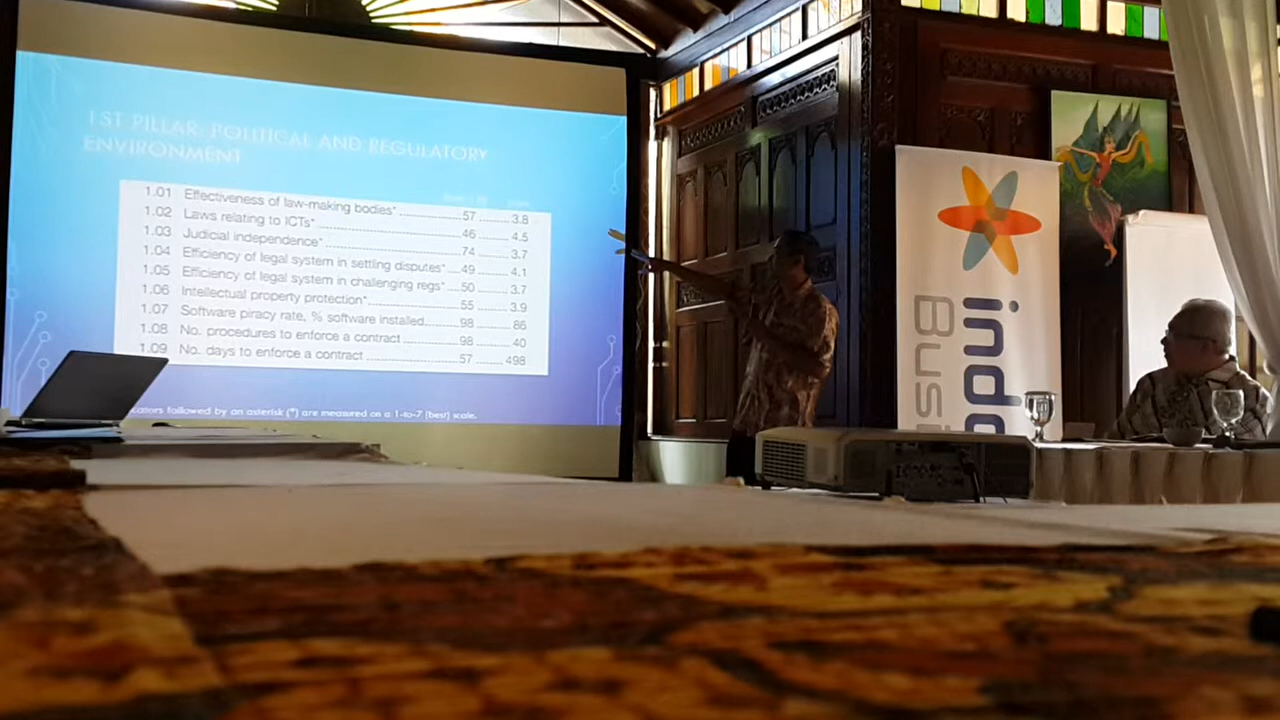 1ST PILLAR: POLITICAL AND REGULATORY
ENVIRONMENT
1.01 Effectiveness of law-making bodies* 57 3.8
1.02 Laws relating to ICTs* 46 4.5
1.03 Judicial independence* 74 3.7
1.04 Efficiency of legal system in settling disputes* 49 4.1
1.05 Efficiency of legal system in challenging regs* 50 3.7
1.06 Intellectual property protection* 55 3.9
1.07 Software piracy rate, % software installed 98 86
1.08 No. procedures to enforce a contract 98 40
1.09 No. days to enforce a contract 57 498
followed by an asterisk (*) are measured on a 1-to-7 (best) scale.